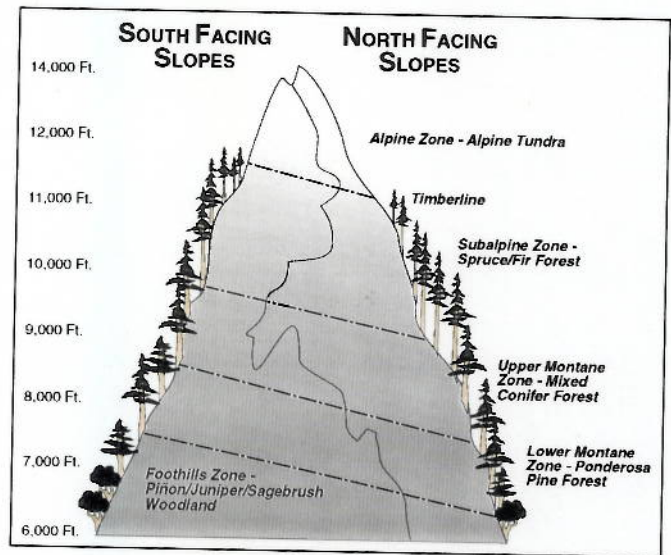 SOUTH FACING
SLOPES
NORTH FACING
SLOPES
14,000 Ft.
12,000 Ft.
11,000 Ft.
10,000 Ft.
9,000 Ft.
8,000 Ft.
7,000 Ft.
6,000 Ft.
Alpine Zone - Alpine Tundra
Timberline
Subalpine Zone -
Spruce/Fir Forest
Upper Montane
Zone - Mixed
Conifer Forest
Lower Montane
Zone - Ponderosa
Pine Forest
Foothills Zone -
Piñon/Juniper/Sagebrush
Woodland